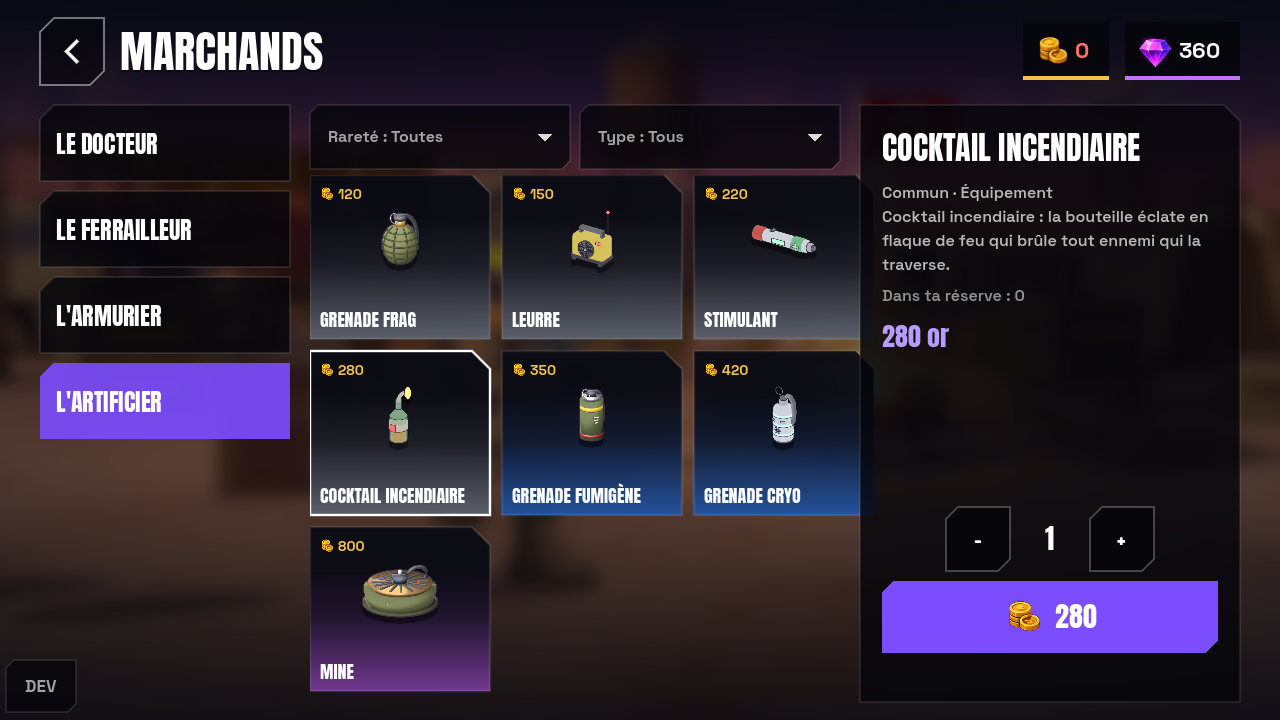 MARCHANDS
0
360
LE DOCTEUR
LE FERRAILLEUR
L'ARMURIER
L'ARTIFICIER
Rareté : Toutes
Type : Tous
120
GRENADE FRAG
150
LEURRE
220
STIMULANT
280
COCKTAIL INCENDIAIRE
350
GRENADE FUMIGÈNE
420
GRENADE CRYO
800
MINE
COCKTAIL INCENDIAIRE
Commun · Équipement
Cocktail incendiaire : la bouteille éclate en
flaque de feu qui brûle tout ennemi qui la
traverse.
Dans ta réserve : 0
280 or
- 1 +
280
DEV